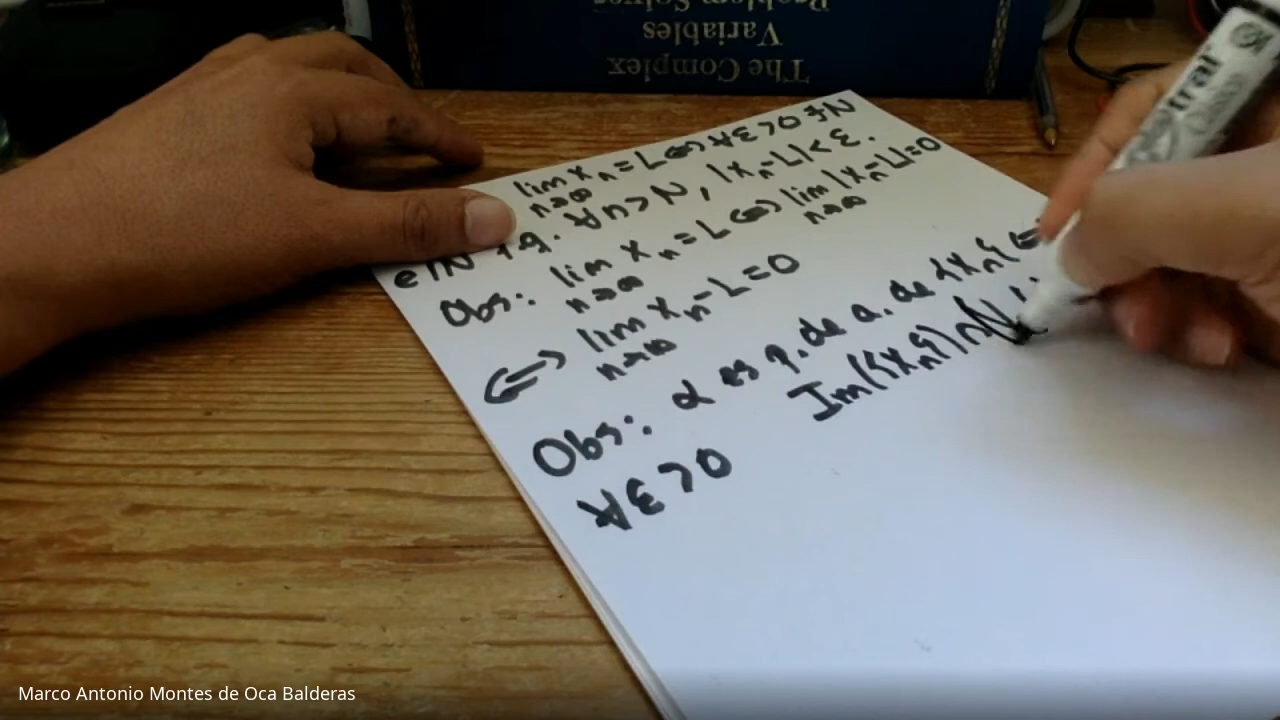 The Complex
Variables
Problem Solver
lim xₙ = L ⇔ ∀ε>0 ∃N
n→∞
∈ ℕ t.q. ∀n>N, |xₙ-L|<ε.
Obs: lim xₙ = L ⇔ lim |xₙ-L|=0
n→∞ n→∞
⇔ lim xₙ-L=0
n→∞
Obs: α es p. de a. de {xₙ} ⇔
∀ε>0 Im({xₙ})∩N
Marco Antonio Montes de Oca Balderas